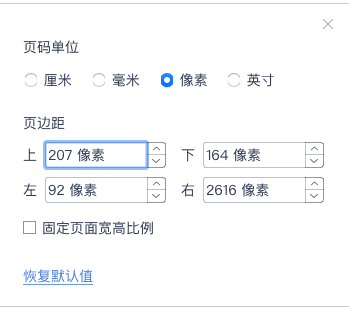 页码单位
厘米 毫米 像素 英寸
页边距
上 207 像素 下 164 像素
左 92 像素 右 2616 像素
固定页面宽高比例
恢复默认值